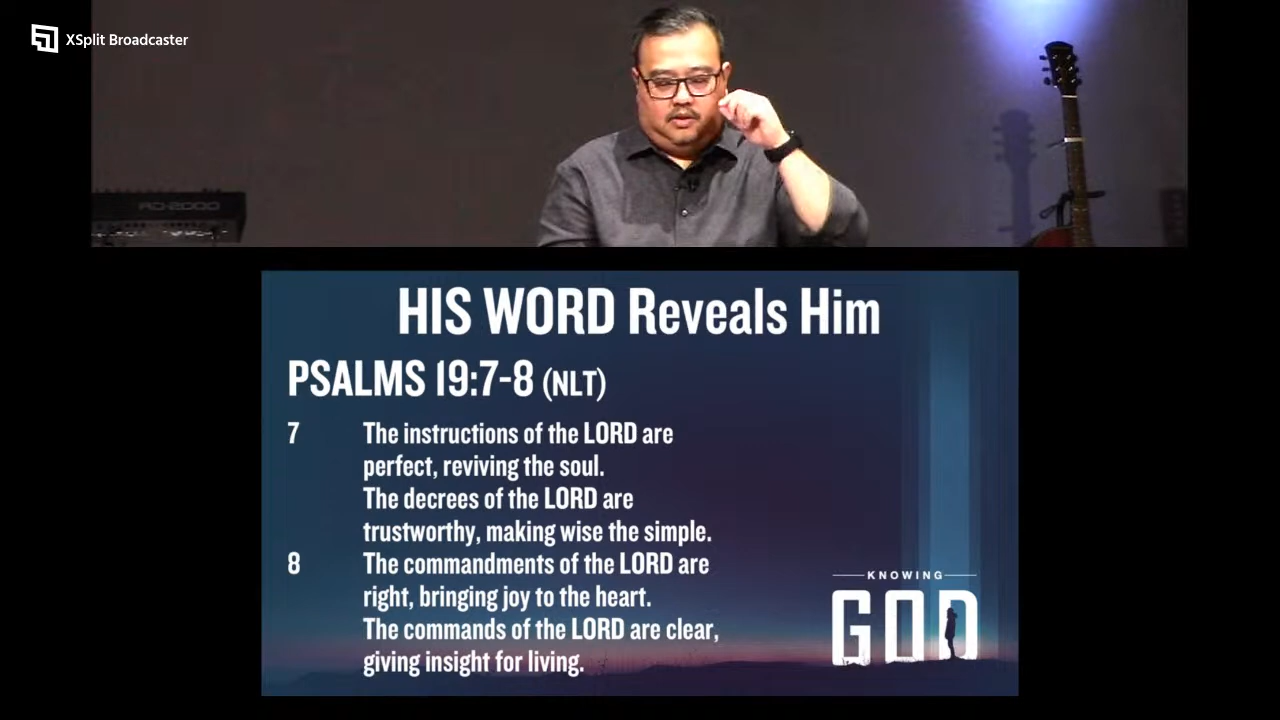 XSplit Broadcaster
RD-2000
HIS WORD Reveals Him
PSALMS 19:7-8 (NLT)
7 The instructions of the LORD are
perfect, reviving the soul.
The decrees of the LORD are
trustworthy, making wise the simple.
8 The commandments of the LORD are
right, bringing joy to the heart.
The commands of the LORD are clear,
giving insight for living.
KNOWING
GOD